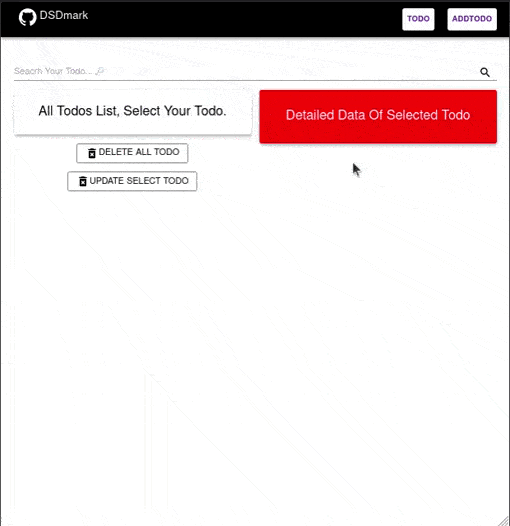 DSDmark
TODO
ADDTODO
Seacrh Your Todo...
All Todos List, Select Your Todo.
Detailed Data Of Selected Todo
DELETE ALL TODO
UPDATE SELECT TODO